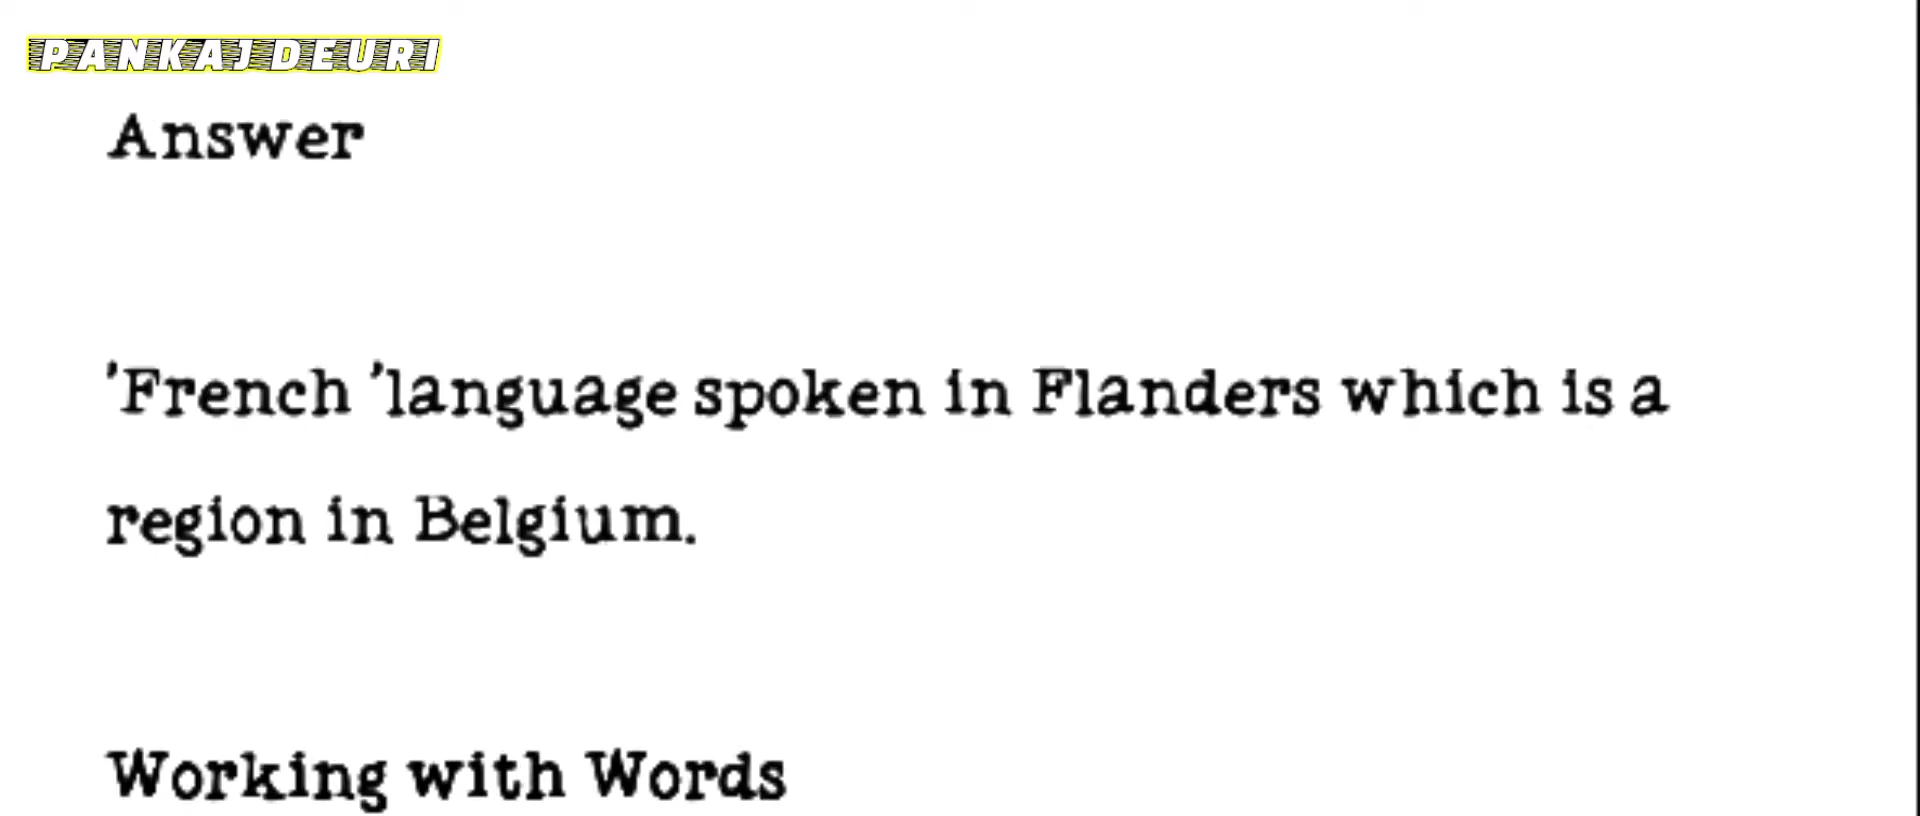 PANKAJ DEURI
Answer
'French 'language spoken in Flanders which is a
region in Belgium.
Working with Words